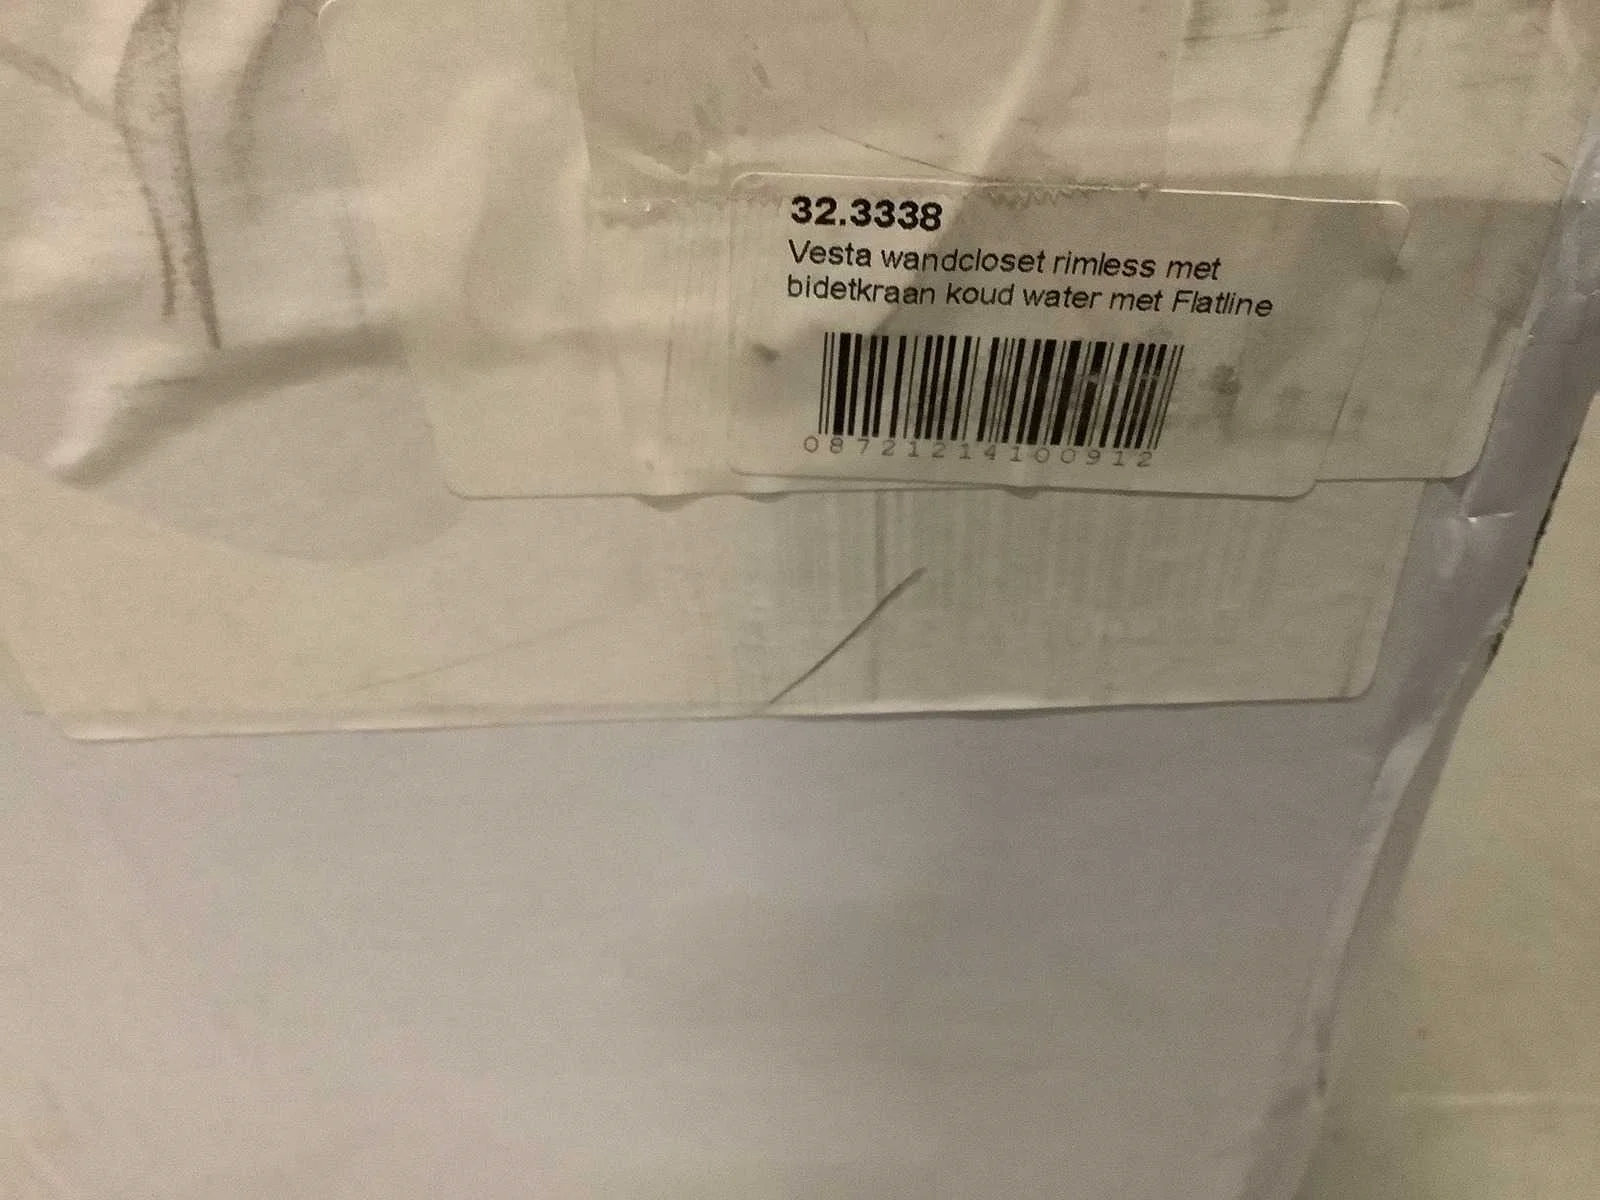 32.3338
Vesta wandcloset rimless met
bidetkraan koud water met Flatline
08721214100912